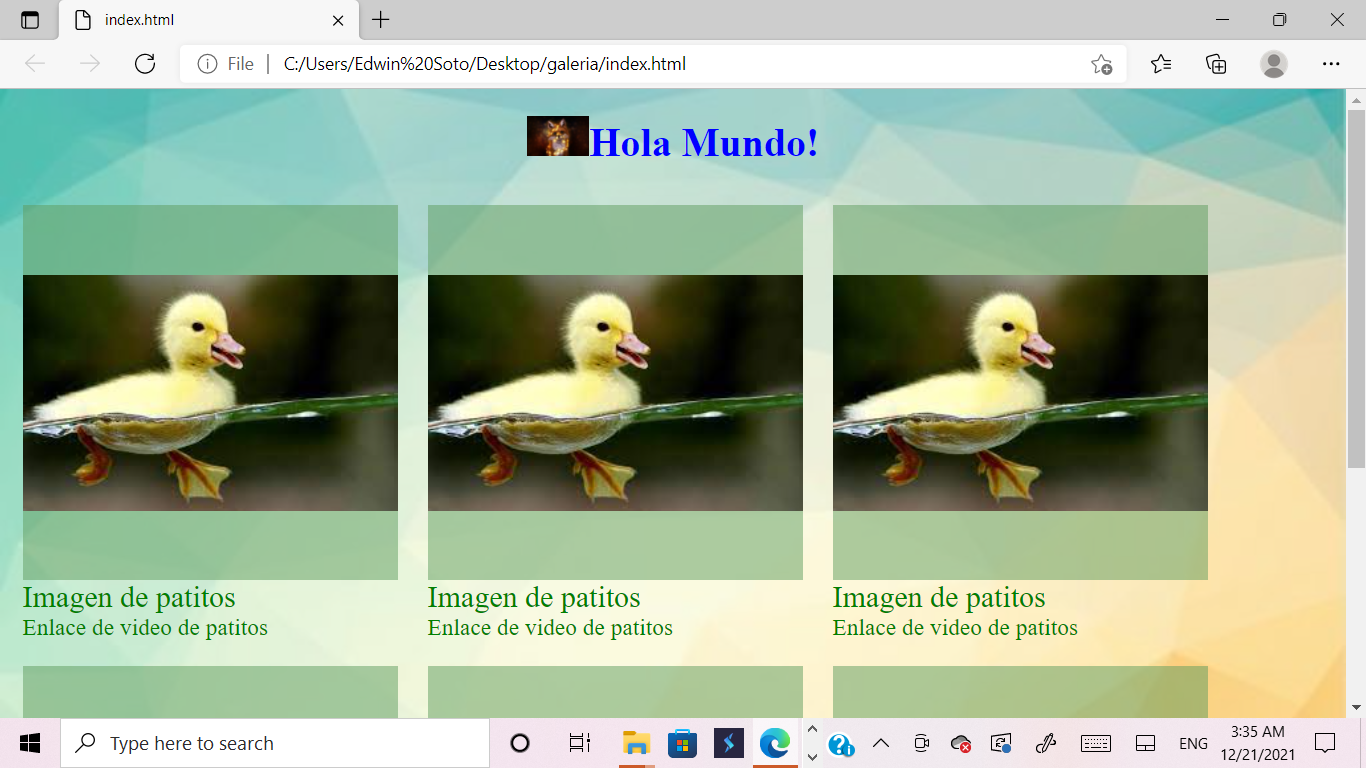 index.html
File
C:/Users/Edwin%20Soto/Desktop/galeria/index.html
Hola Mundo!
Imagen de patitos
Enlace de video de patitos
Imagen de patitos
Enlace de video de patitos
Imagen de patitos
Enlace de video de patitos
Type here to search
ENG
3:35 AM
12/21/2021